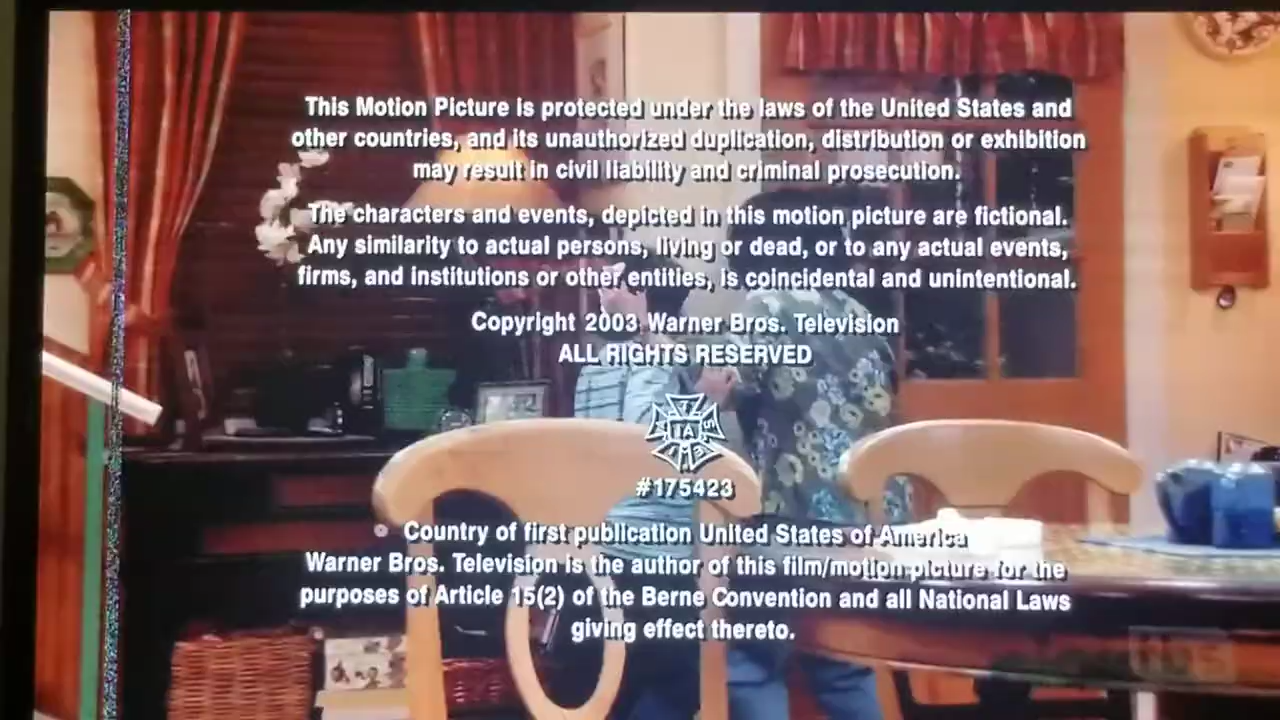 This Motion Picture is protected under the laws of the United States and
other countries, and its unauthorized duplication, distribution or exhibition
may result in civil liability and criminal prosecution.
The characters and events, depicted in this motion picture are fictional.
Any similarity to actual persons, living or dead, or to any actual events,
firms, and institutions or other entities, is coincidental and unintentional.
Copyright 2003 Warner Bros. Television
ALL RIGHTS RESERVED
IA
#175423
Country of first publication United States of America
Warner Bros. Television is the author of this film/motion picture for the
purposes of Article 15(2) of the Berne Convention and all National Laws
giving effect thereto.